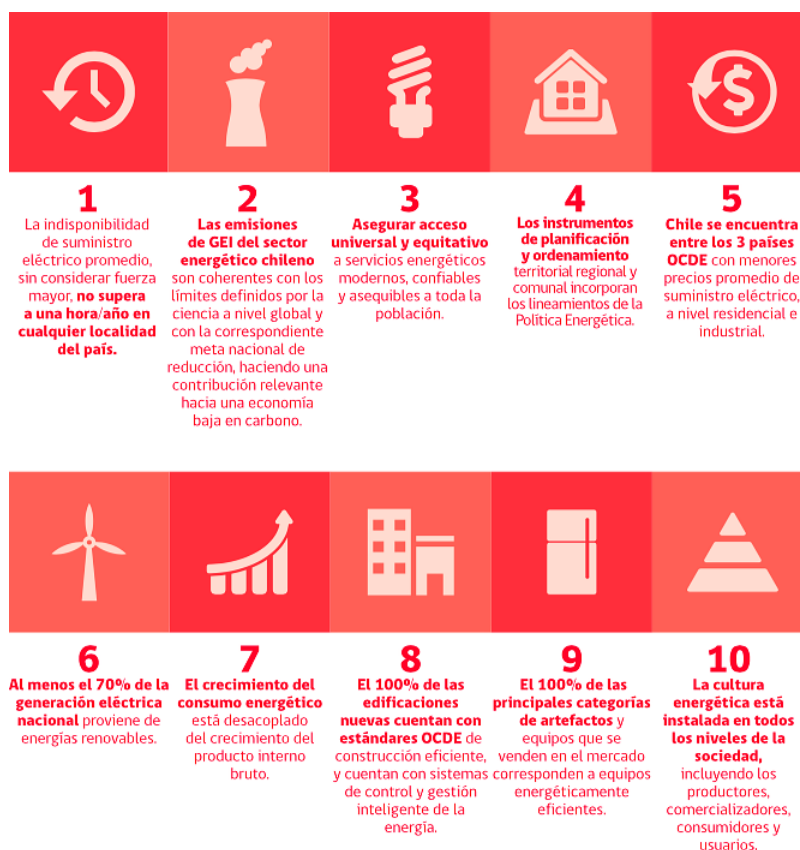 $
1
La indisponibilidad
de suministro
eléctrico promedio,
sin considerar fuerza
mayor, no supera
a una hora/año en
cualquier localidad
del país.
2
Las emisiones
de GEI del sector
energético chileno
son coherentes con los
límites definidos por la
ciencia a nivel global y
con la correspondiente
meta nacional de
reducción, haciendo una
contribución relevante
hacia una economía
baja en carbono.
3
Asegurar acceso
universal y equitativo
a servicios energéticos
modernos, confiables
y asequibles a toda la
población.
4
Los instrumentos
de planificación
y ordenamiento
territorial regional y
comunal incorporan
los lineamientos de la
Política Energética.
5
Chile se encuentra
entre los 3 países
OCDE con menores
precios promedio de
suministro eléctrico,
a nivel residencial e
industrial.
6
Al menos el 70% de la
generación eléctrica
nacional proviene de
energías renovables.
7
El crecimiento del
consumo energético
está desacoplado
del crecimiento del
producto interno
bruto.
8
El 100% de las
edificaciones
nuevas cuentan con
estándares OCDE de
construcción eficiente,
y cuentan con sistemas
de control y gestión
inteligente de la
energía.
9
El 100% de las
principales categorías
de artefactos y
equipos que se
venden en el mercado
corresponden a equipos
energéticamente
eficientes.
10
La cultura
energética está
instalada en todos
los niveles de la
sociedad,
incluyendo los
productores,
comercializadores,
consumidores y
usuarios.